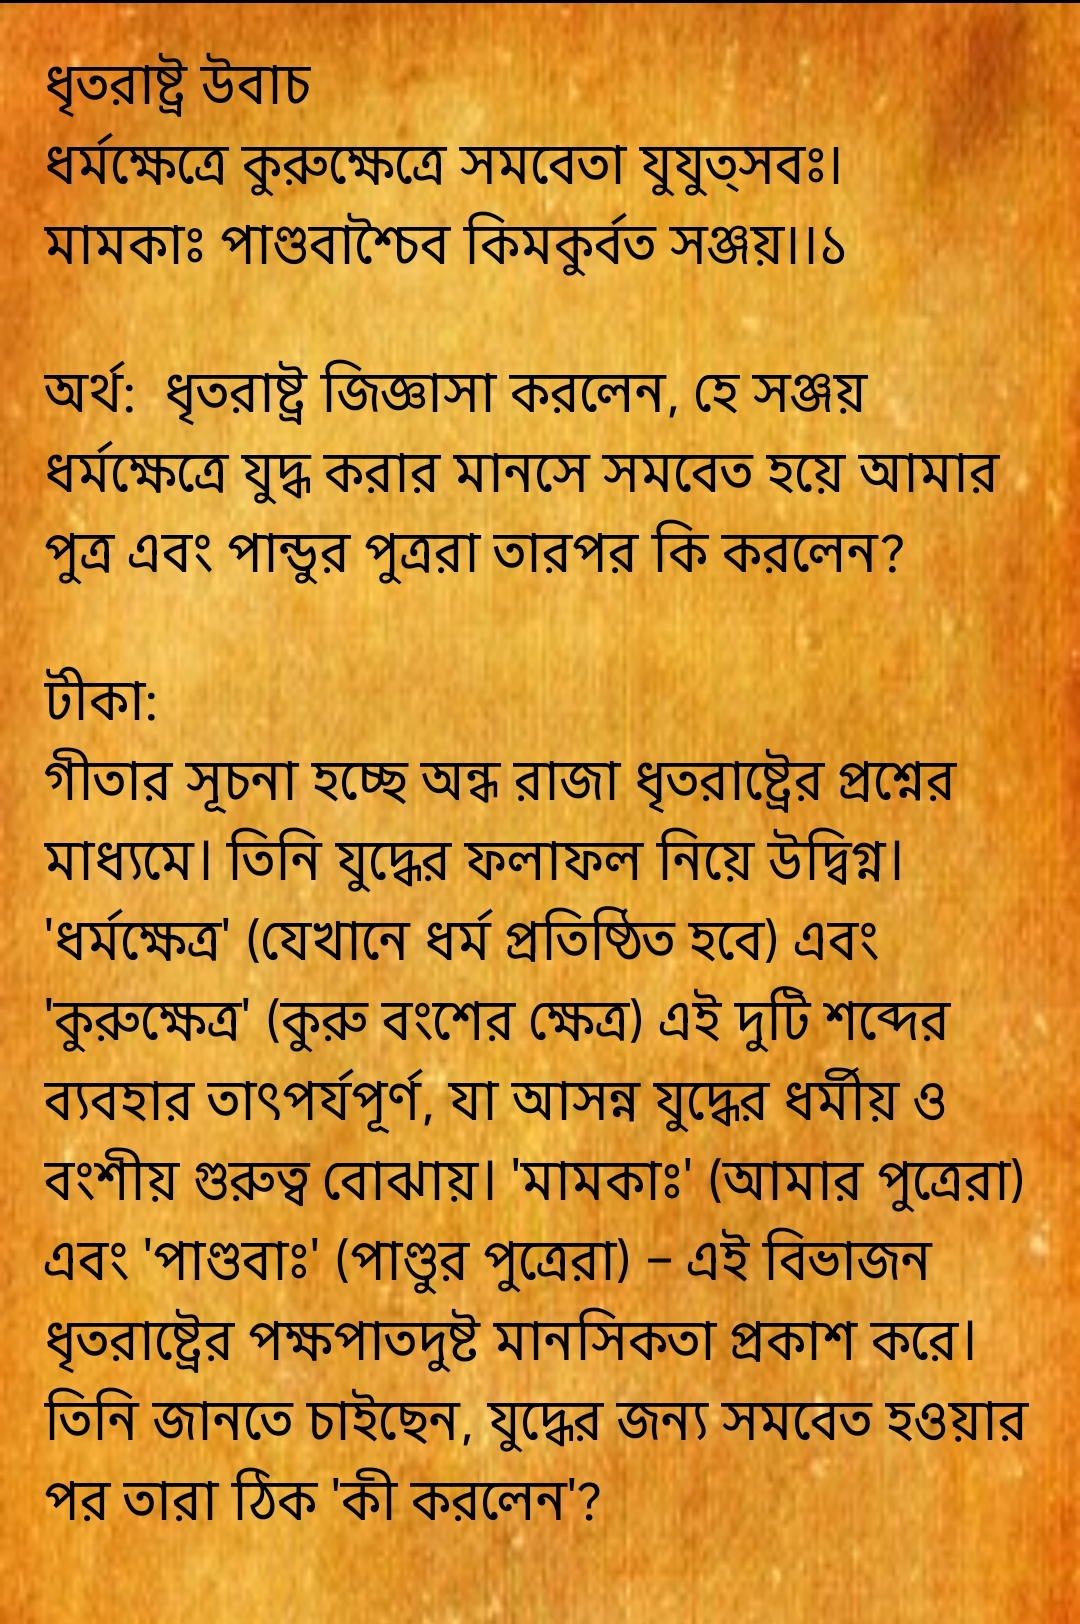 ধৃতরাষ্ট্র উবাচ
ধর্মক্ষেত্রে কুরুক্ষেত্রে সমবেতা যুযুত্সবঃ।
মামকাঃ পাণ্ডবাশ্চৈব কিমকুর্বত সঞ্জয়।।১
অর্থ: ধৃতরাষ্ট্র জিজ্ঞাসা করলেন, হে সঞ্জয়
ধর্মক্ষেত্রে যুদ্ধ করার মানসে সমবেত হয়ে আমার
পুত্র এবং পান্ডুর পুত্ররা তারপর কি করলেন?
টীকা:
গীতার সূচনা হচ্ছে অন্ধ রাজা ধৃতরাষ্ট্রের প্রশ্নের
মাধ্যমে। তিনি যুদ্ধের ফলাফল নিয়ে উদ্বিগ্ন।
'ধর্মক্ষেত্র' (যেখানে ধর্ম প্রতিষ্ঠিত হবে) এবং
'কুরুক্ষেত্র' (কুরু বংশের ক্ষেত্র) এই দুটি শব্দের
ব্যবহার তাৎপর্যপূর্ণ, যা আসন্ন যুদ্ধের ধর্মীয় ও
বংশীয় গুরুত্ব বোঝায়। 'মামকাঃ' (আমার পুত্রেরা)
এবং 'পাণ্ডবাঃ' (পাণ্ডুর পুত্রেরা) – এই বিভাজন
ধৃতরাষ্ট্রের পক্ষপাতদুষ্ট মানসিকতা প্রকাশ করে।
তিনি জানতে চাইছেন, যুদ্ধের জন্য সমবেত হওয়ার
পর তারা ঠিক 'কী করলেন'?